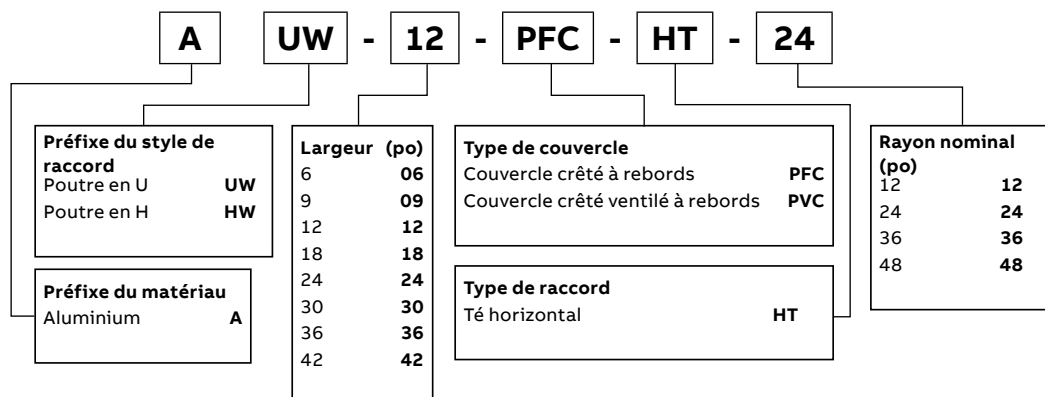 A UW - 12 - PFC - HT - 24
Préfixe du style de
raccord
Poutre en U UW
Poutre en H HW
Préfixe du matériau
Aluminium A
Largeur (po)
6 06
9 09
12 12
18 18
24 24
30 30
36 36
42 42
Type de couvercle
Couvercle crêté à rebords PFC
Couvercle crêté ventilé à rebords PVC
Type de raccord
Té horizontal HT
Rayon nominal
(po)
12 12
24 24
36 36
48 48